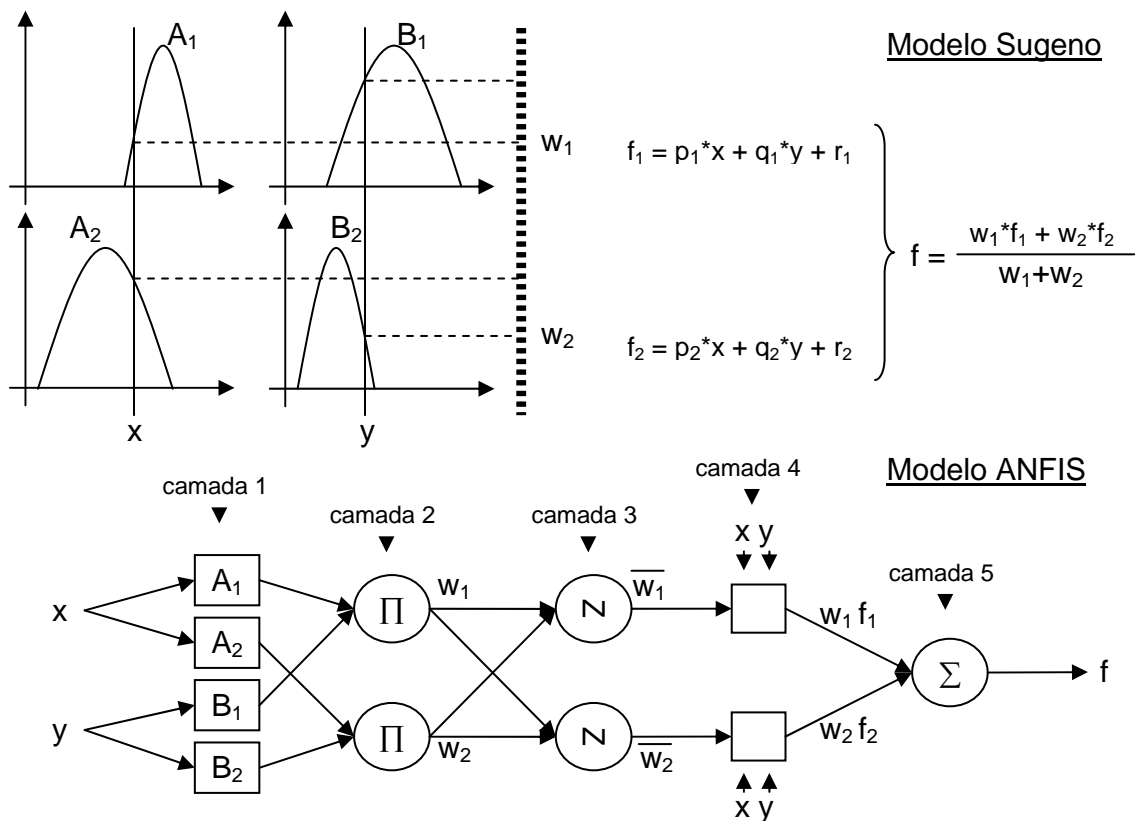 A₁
B₁
Modelo Sugeno
w₁
f₁ = p₁*x + q₁*y + r₁
A₂
B₂
f = w₁*f₁ + w₂*f₂
w₁+w₂
w₂
f₂ = p₂*x + q₂*y + r₂
x
y
Modelo ANFIS
camada 1
camada 2
camada 3
camada 4
x y
camada 5
x
A₁
A₂
∏
w₁
N
w̅₁
w₁ f₁
Σ
f
y
B₁
B₂
∏
w₂
N
w̅₂
w₂ f₂
x y